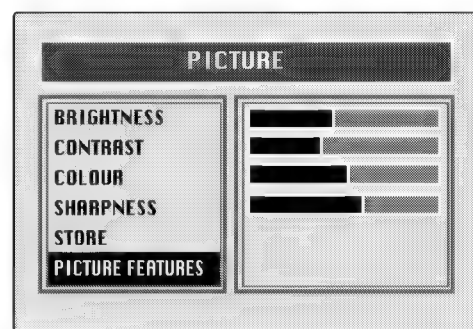 PICTURE
BRIGHTNESS
CONTRAST
COLOUR
SHARPNESS
STORE
PICTURE FEATURES